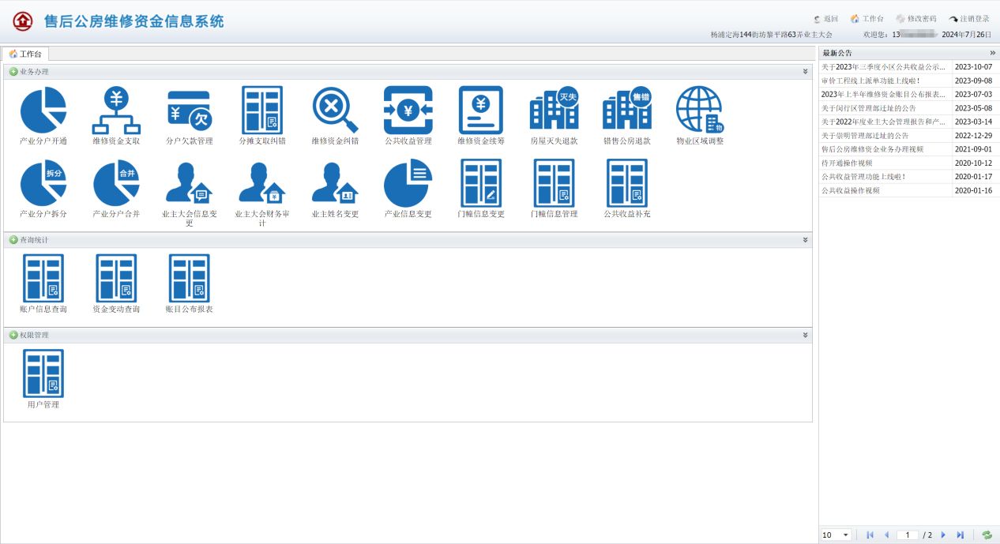 售后公房维修资金信息系统
返回 工作台 修改密码 注销登录
杨浦定海144街坊黎平路63弄业主大会 欢迎您: 13 2024年7月26日
工作台
业务办理
产业分户开通 维修资金支取 分户欠款管理 分摊支取纠错 维修资金纠错 公共收益管理 维修资金续筹 房屋灭失退款 错售公房退款 物业区域调整
欠
灭失
售错
物
拆分
合并
产业分户拆分 产业分户合并 业主大会信息变更 业主大会财务审计 业主姓名变更 产业信息变更 门幢信息变更 门幢信息管理 公共收益补充
查询统计
账户信息查询 资金变动查询 账目公布报表
权限管理
用户管理
最新公告
关于2023年三季度小区公共收益公示... 2023-10-07
审价工程线上派单功能上线啦! 2023-09-08
2023年上半年维修资金账目公布报表... 2023-07-03
关于闵行区管理部迁址的公告 2023-05-08
关于2022年度业主大会管理报告和产... 2023-03-14
关于崇明管理部迁址的公告 2022-12-29
售后公房维修资金业务办理视频 2021-09-01
待开通操作视频 2020-10-12
公共收益管理功能上线啦! 2020-01-17
公共收益操作视频 2020-01-16
10 1 / 2